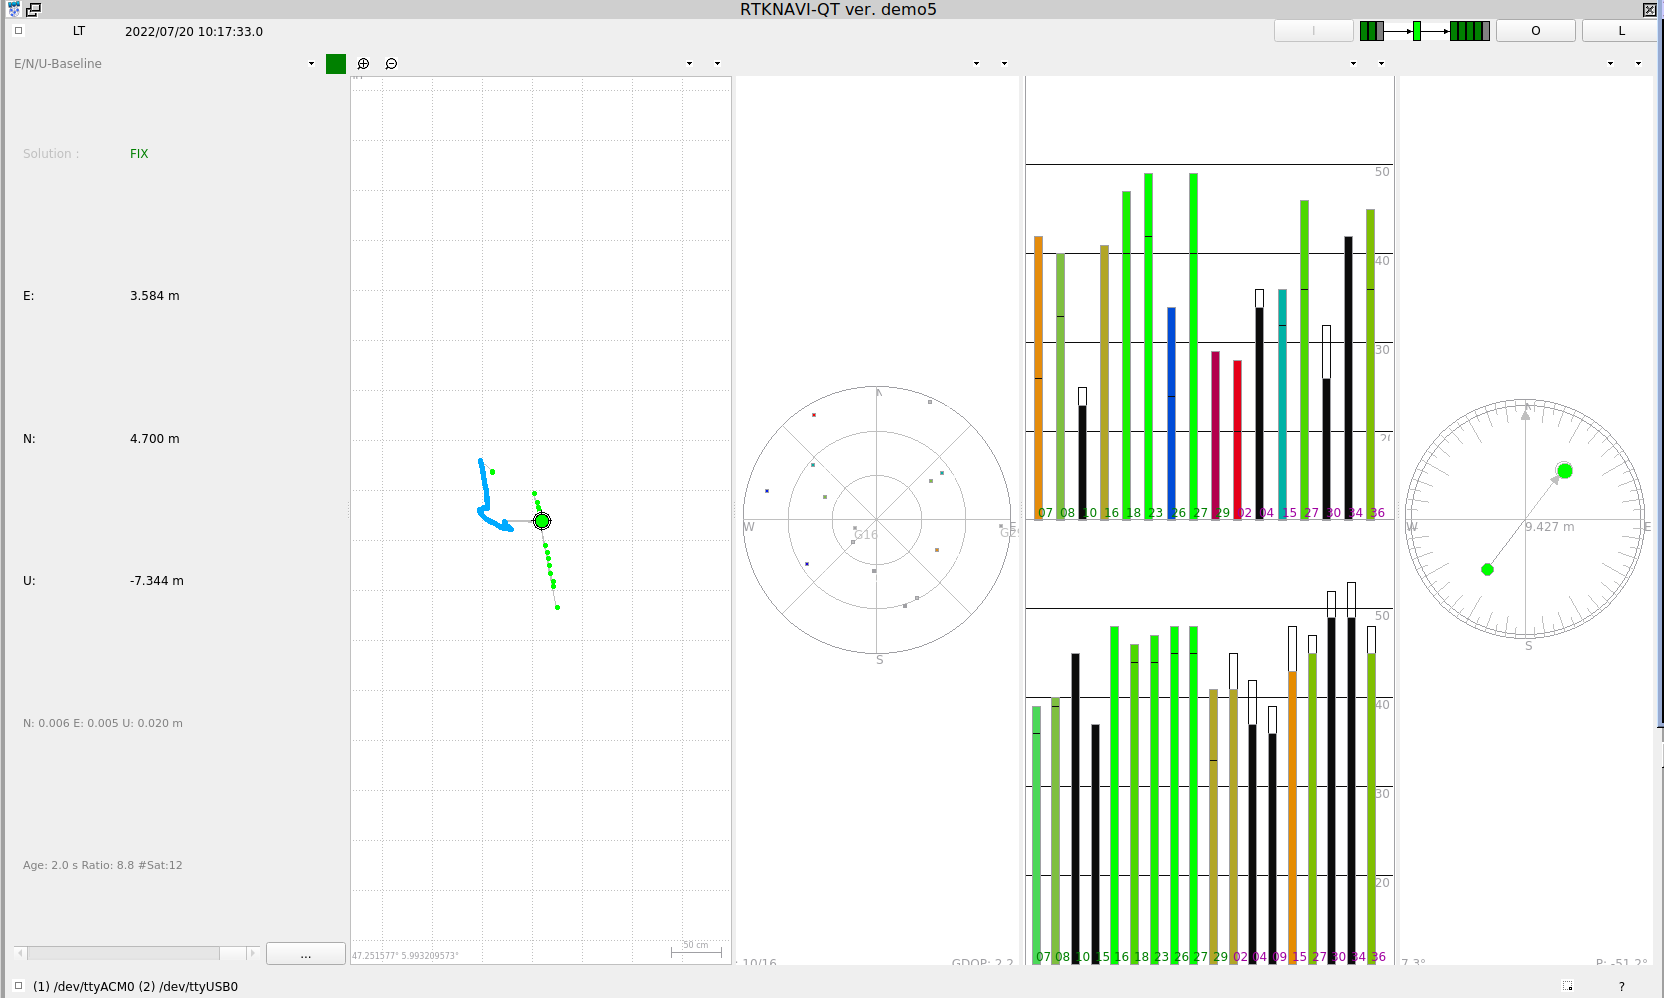 RTKNAVI-QT ver. demo5
LT 2022/07/20 10:17:33.0
I O L
E/N/U-Baseline
Solution : FIX
E: 3.584 m
N: 4.700 m
U: -7.344 m
N: 0.006 E: 0.005 U: 0.020 m
Age: 2.0 s Ratio: 8.8 #Sat:12
...
47.251577° 5.993209573°
50 cm
N
W
E
S
G16
: 10/16 GDOP: 2.2
50
40
30
07 08 10 16 18 23 26 27 29 02 04 15 27 30 34 36
50
40
30
20
07 08 10 15 16 18 23 26 27 29 02 04 09 15 27 30 34 36
N
W
E
S
9.427 m
7.3° P: -51.2°
(1) /dev/ttyACM0 (2) /dev/ttyUSB0
?